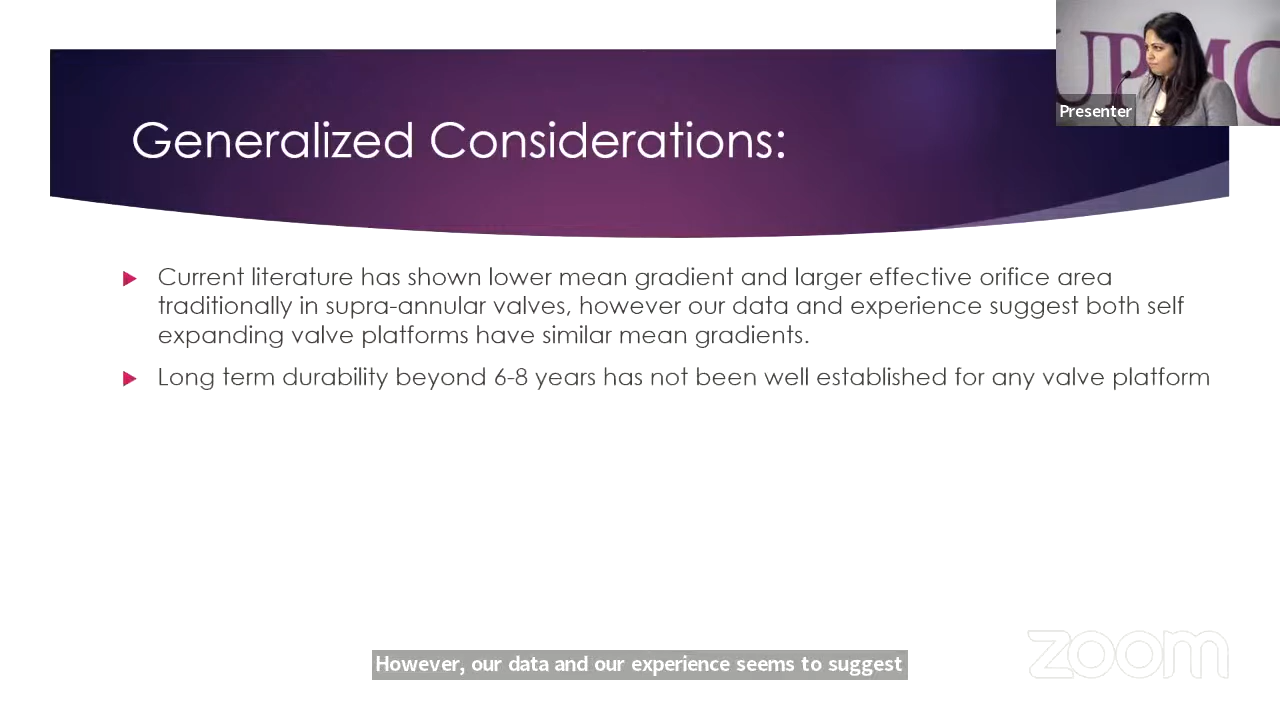 UPMC
Presenter
Generalized Considerations:
Current literature has shown lower mean gradient and larger effective orifice area
traditionally in supra-annular valves, however our data and experience suggest both self
expanding valve platforms have similar mean gradients.
Long term durability beyond 6-8 years has not been well established for any valve platform
However, our data and our experience seems to suggest
zoom